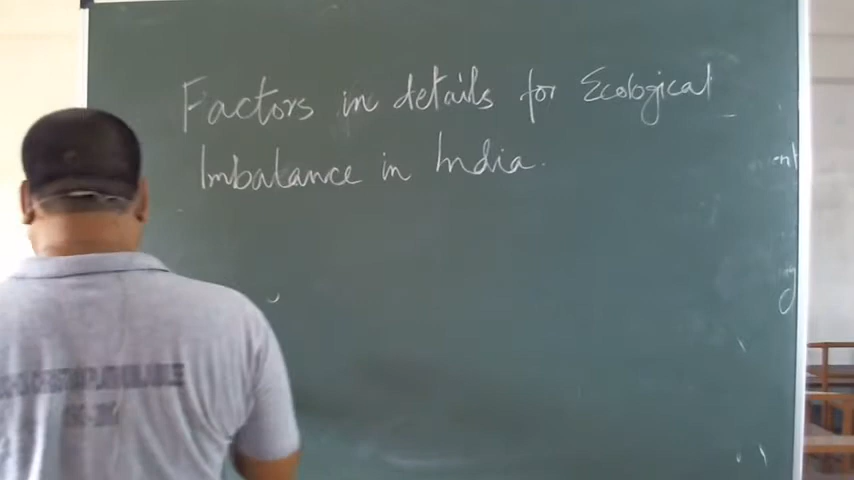 Factors in details for Ecological
Imbalance in India.